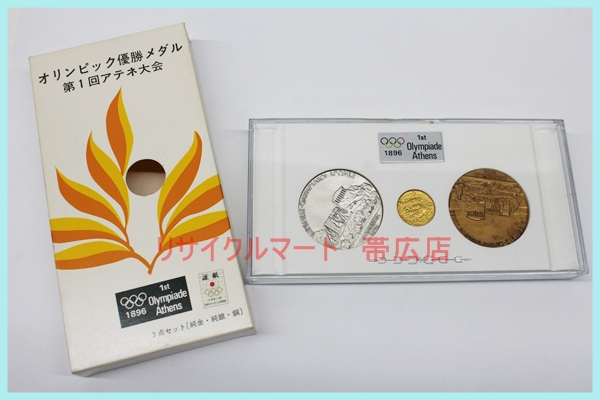 オリンピック優勝メダル
第1回アテネ大会
1896
1st
Olympiade
Athens
証紙
3点セット[純金・純銀・銅]
1896
1st
Olympiade
Athens
リサイクルマート 帯広店